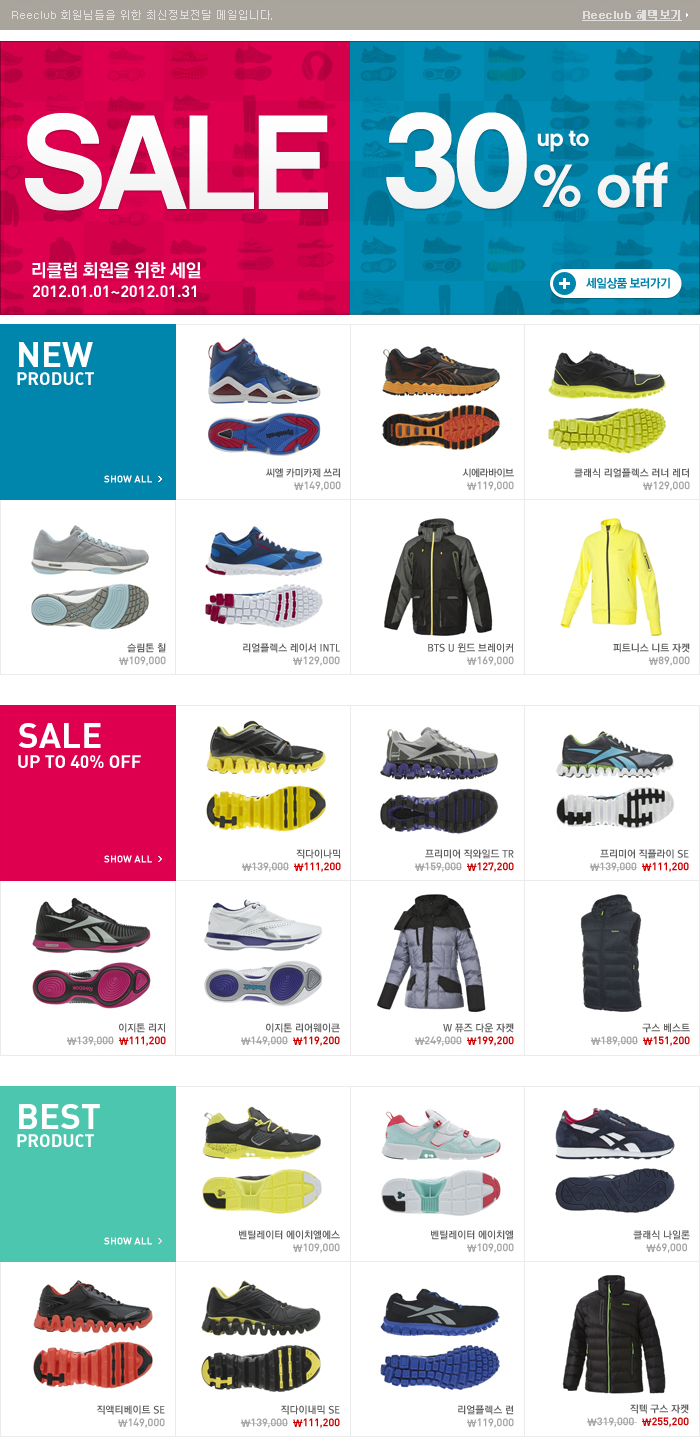 Reeclub 회원님들을 위한 최신정보전달 메일입니다.
Reeclub 혜택보기
SALE
30
up to
% off
리클럽 회원을 위한 세일
2012.01.01~2012.01.31
세일상품 보러가기
NEW
PRODUCT
SHOW ALL >
씨엘 카미카제 쓰리
₩149,000
시에라바이브
₩119,000
클래식 리얼플렉스 러너 레더
₩129,000
슬림톤 칠
₩109,000
리얼플렉스 레이서 INTL
₩129,000
BTS U 윈드 브레이커
₩169,000
피트니스 니트 자켓
₩89,000
SALE
UP TO 40% OFF
SHOW ALL >
직다이나믹
₩139,000 ₩111,200
프리미어 직와일드 TR
₩159,000 ₩127,200
프리미어 직플라이 SE
₩139,000 ₩111,200
이지톤 리지
₩139,000 ₩111,200
이지톤 리어웨이큰
₩149,000 ₩119,200
W 퓨즈 다운 자켓
₩249,000 ₩199,200
구스 베스트
₩189,000 ₩151,200
BEST
PRODUCT
SHOW ALL >
벤틸레이터 에이치엘에스
₩109,000
벤틸레이터 에이치엘
₩109,000
클래식 나일론
₩69,000
직액티베이트 SE
₩149,000
직다이내믹 SE
₩139,000 ₩111,200
리얼플렉스 런
₩119,000
직텍 구스 자켓
₩319,000 ₩255,200